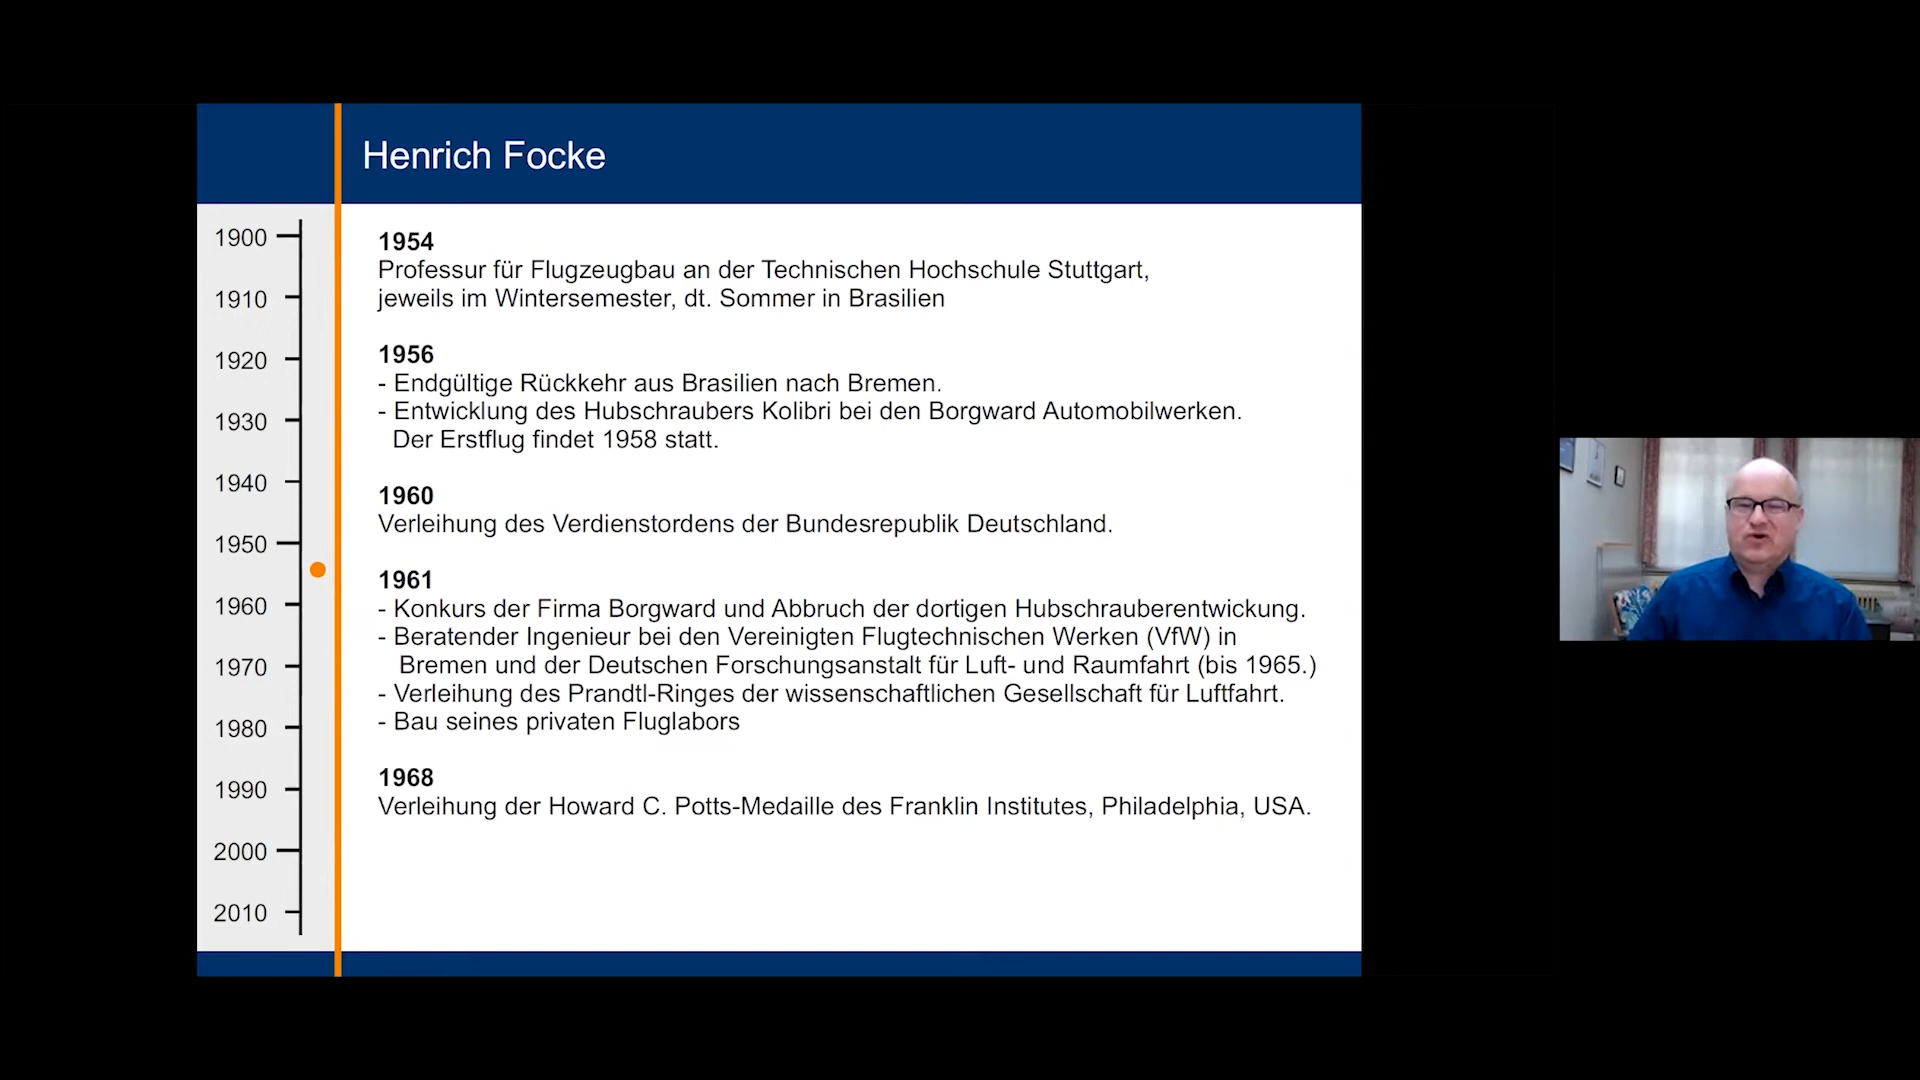 Henrich Focke
1900
1910
1920
1930
1940
1950
1960
1970
1980
1990
2000
2010
1954
Professur für Flugzeugbau an der Technischen Hochschule Stuttgart,
jeweils im Wintersemester, dt. Sommer in Brasilien
1956
- Endgültige Rückkehr aus Brasilien nach Bremen.
- Entwicklung des Hubschraubers Kolibri bei den Borgward Automobilwerken.
Der Erstflug findet 1958 statt.
1960
Verleihung des Verdienstordens der Bundesrepublik Deutschland.
1961
- Konkurs der Firma Borgward und Abbruch der dortigen Hubschrauberentwickung.
- Beratender Ingenieur bei den Vereinigten Flugtechnischen Werken (VfW) in
Bremen und der Deutschen Forschungsanstalt für Luft- und Raumfahrt (bis 1965.)
- Verleihung des Prandtl-Ringes der wissenschaftlichen Gesellschaft für Luftfahrt.
- Bau seines privaten Fluglabors
1968
Verleihung der Howard C. Potts-Medaille des Franklin Institutes, Philadelphia, USA.